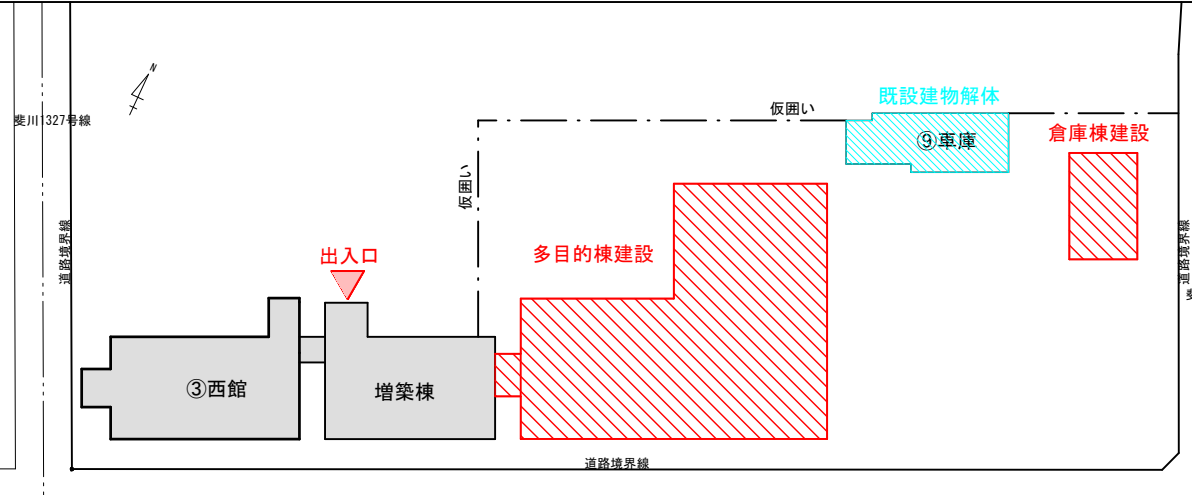 N
既設建物解体
仮囲い
斐川1327号線
⑨車庫
倉庫棟建設
仮囲い
道路境界線
出入口
多目的棟建設
道路境界線
③西館
増築棟
道路境界線